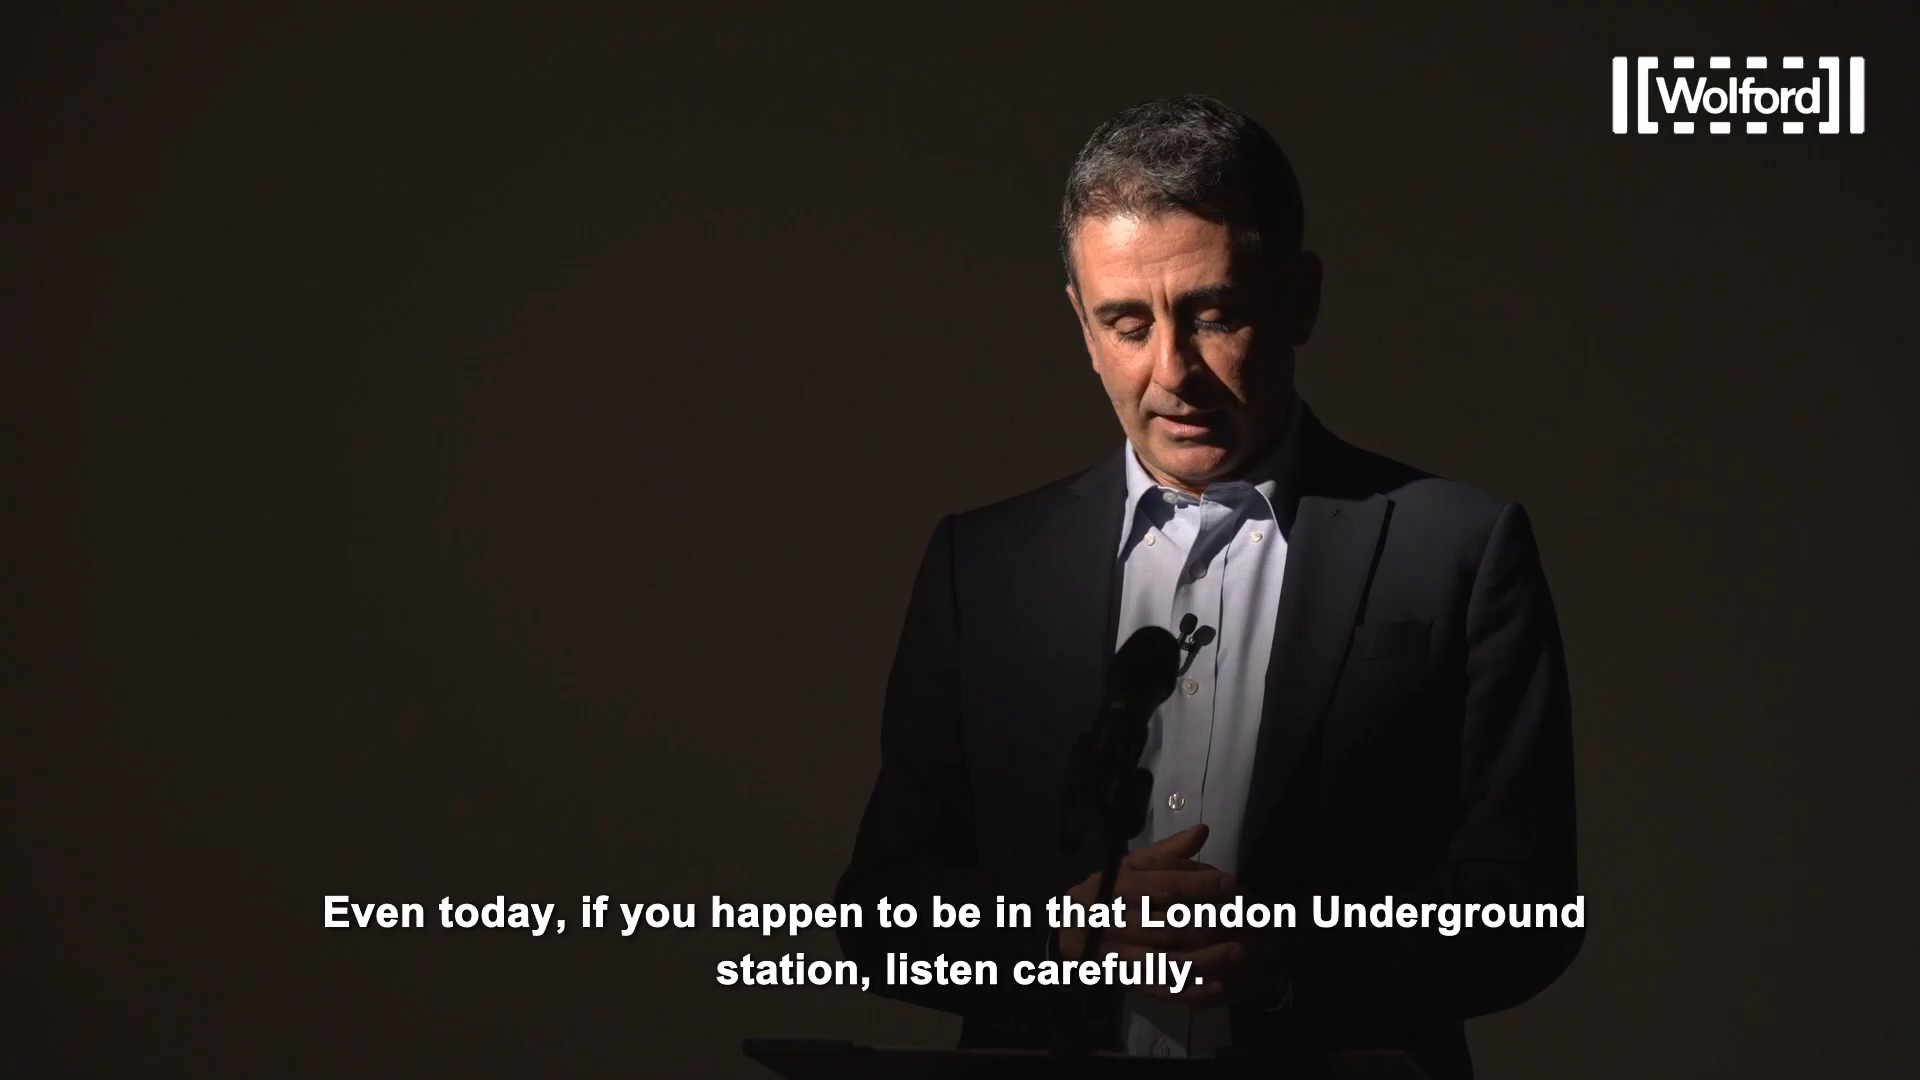 Wolford
Even today, if you happen to be in that London Underground
station, listen carefully.